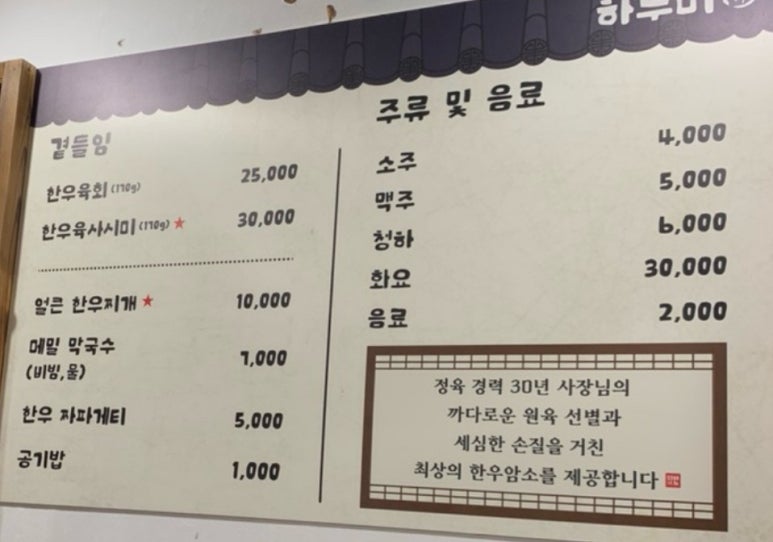 하누미
곁들임
한우육회 (170g) 25,000
한우육사시미 (170g) ★ 30,000
얼큰 한우찌개 ★ 10,000
메밀 막국수 7,000
(비빔,물)
한우 짜파게티 5,000
공기밥 1,000
주류 및 음료
소주 4,000
맥주 5,000
청하 6,000
화요 30,000
음료 2,000
정육 경력 30년 사장님의
까다로운 원육 선별과
세심한 손질을 거친
최상의 한우암소를 제공합니다